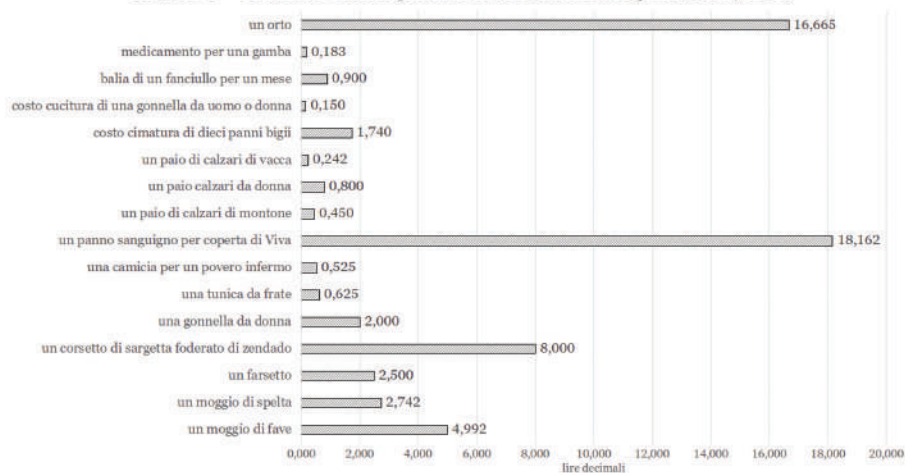 un orto 16,665
medicamento per una gamba 0,183
balia di un fanciullo per un mese 0,900
costo cucitura di una gonnella da uomo o donna 0,150
costo cimatura di dieci panni bigii 1,740
un paio di calzari di vacca 0,242
un paio calzari da donna 0,800
un paio di calzari di montone 0,450
un panno sanguigno per coperta di Viva 18,162
una camicia per un povero infermo 0,525
una tunica da frate 0,625
una gonnella da donna 2,000
un corsetto di sargetta foderato di zendado 8,000
un farsetto 2,500
un moggio di spelta 2,742
un moggio di fave 4,992
0,000 2,000 4,000 6,000 8,000 10,000 12,000 14,000 16,000 18,000 20,000
lire decimali